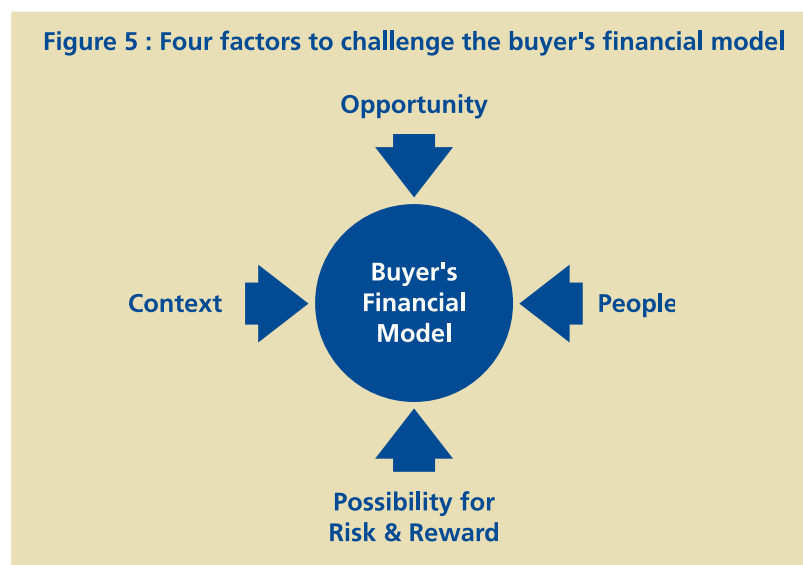 Figure 5 : Four factors to challenge the buyer's financial model
Opportunity
Context
Buyer's
Financial
Model
People
Possibility for
Risk & Reward